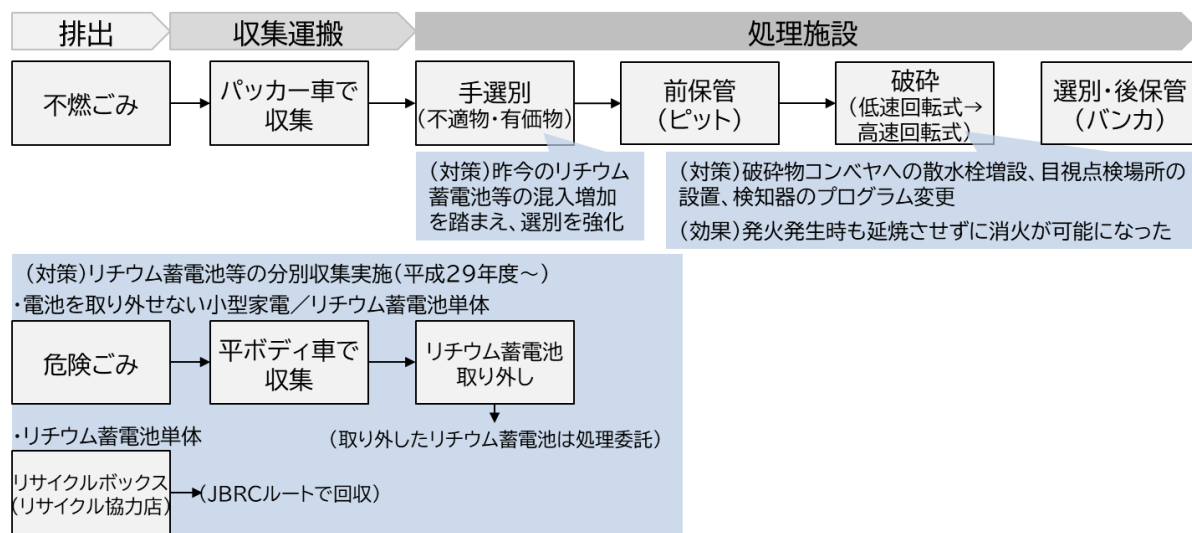 排出
収集運搬
処理施設
不燃ごみ
パッカー車で
収集
手選別
(不適物・有価物)
前保管
(ピット)
破砕
(低速回転式→
高速回転式)
選別・後保管
(バンカ)
(対策)昨今のリチウム
蓄電池等の混入増加
を踏まえ、選別を強化
(対策)破砕物コンベヤへの散水栓増設、目視点検場所の
設置、検知器のプログラム変更
(効果)発火発生時も延焼させずに消火が可能になった
(対策)リチウム蓄電池等の分別収集実施(平成29年度～)
・電池を取り外せない小型家電／リチウム蓄電池単体
危険ごみ
平ボディ車で
収集
リチウム蓄電池
取り外し
(取り外したリチウム蓄電池は処理委託)
・リチウム蓄電池単体
リサイクルボックス
(リサイクル協力店)
(JBRCルートで回収)